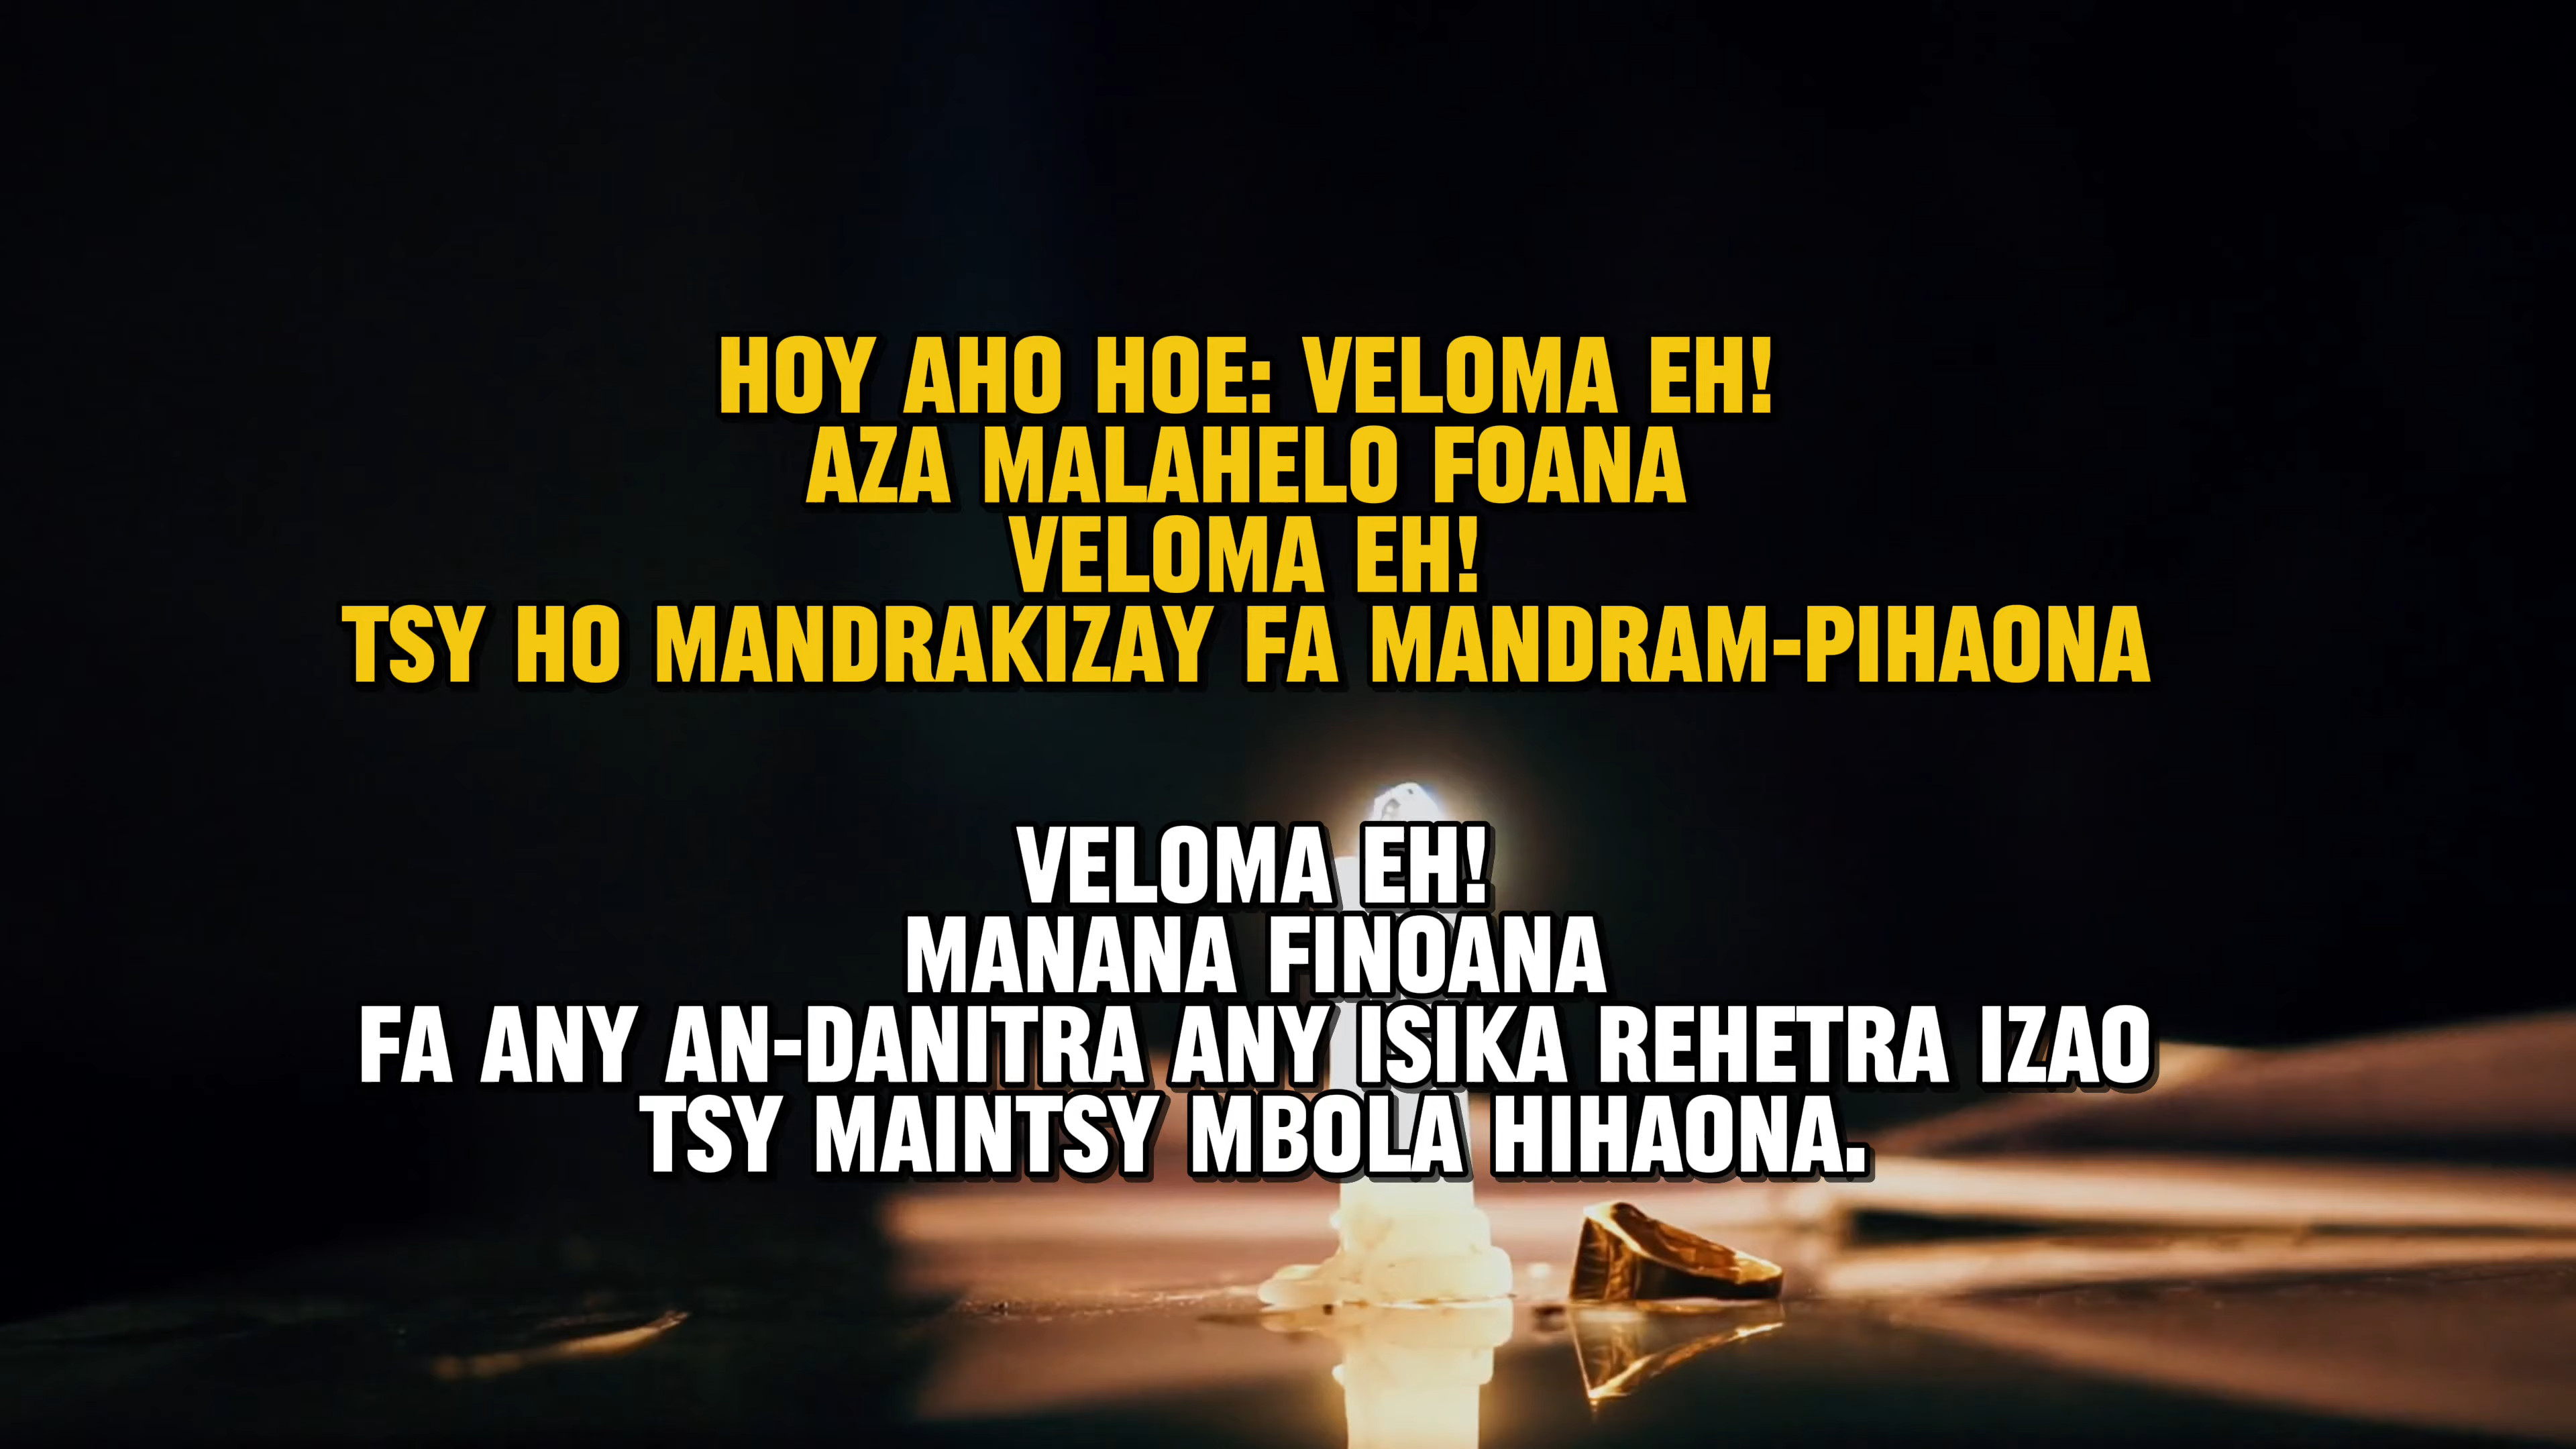 HOY AHO HOE: VELOMA EH!
AZA MALAHELO FOANA
VELOMA EH!
TSY HO MANDRAKIZAY FA MANDRAM-PIHAONA
VELOMA EH!
MANANA FINOANA
FA ANY AN-DANITRA ANY ISIKA REHETRA IZAO
TSY MAINTSY MBOLA HIHAONA.